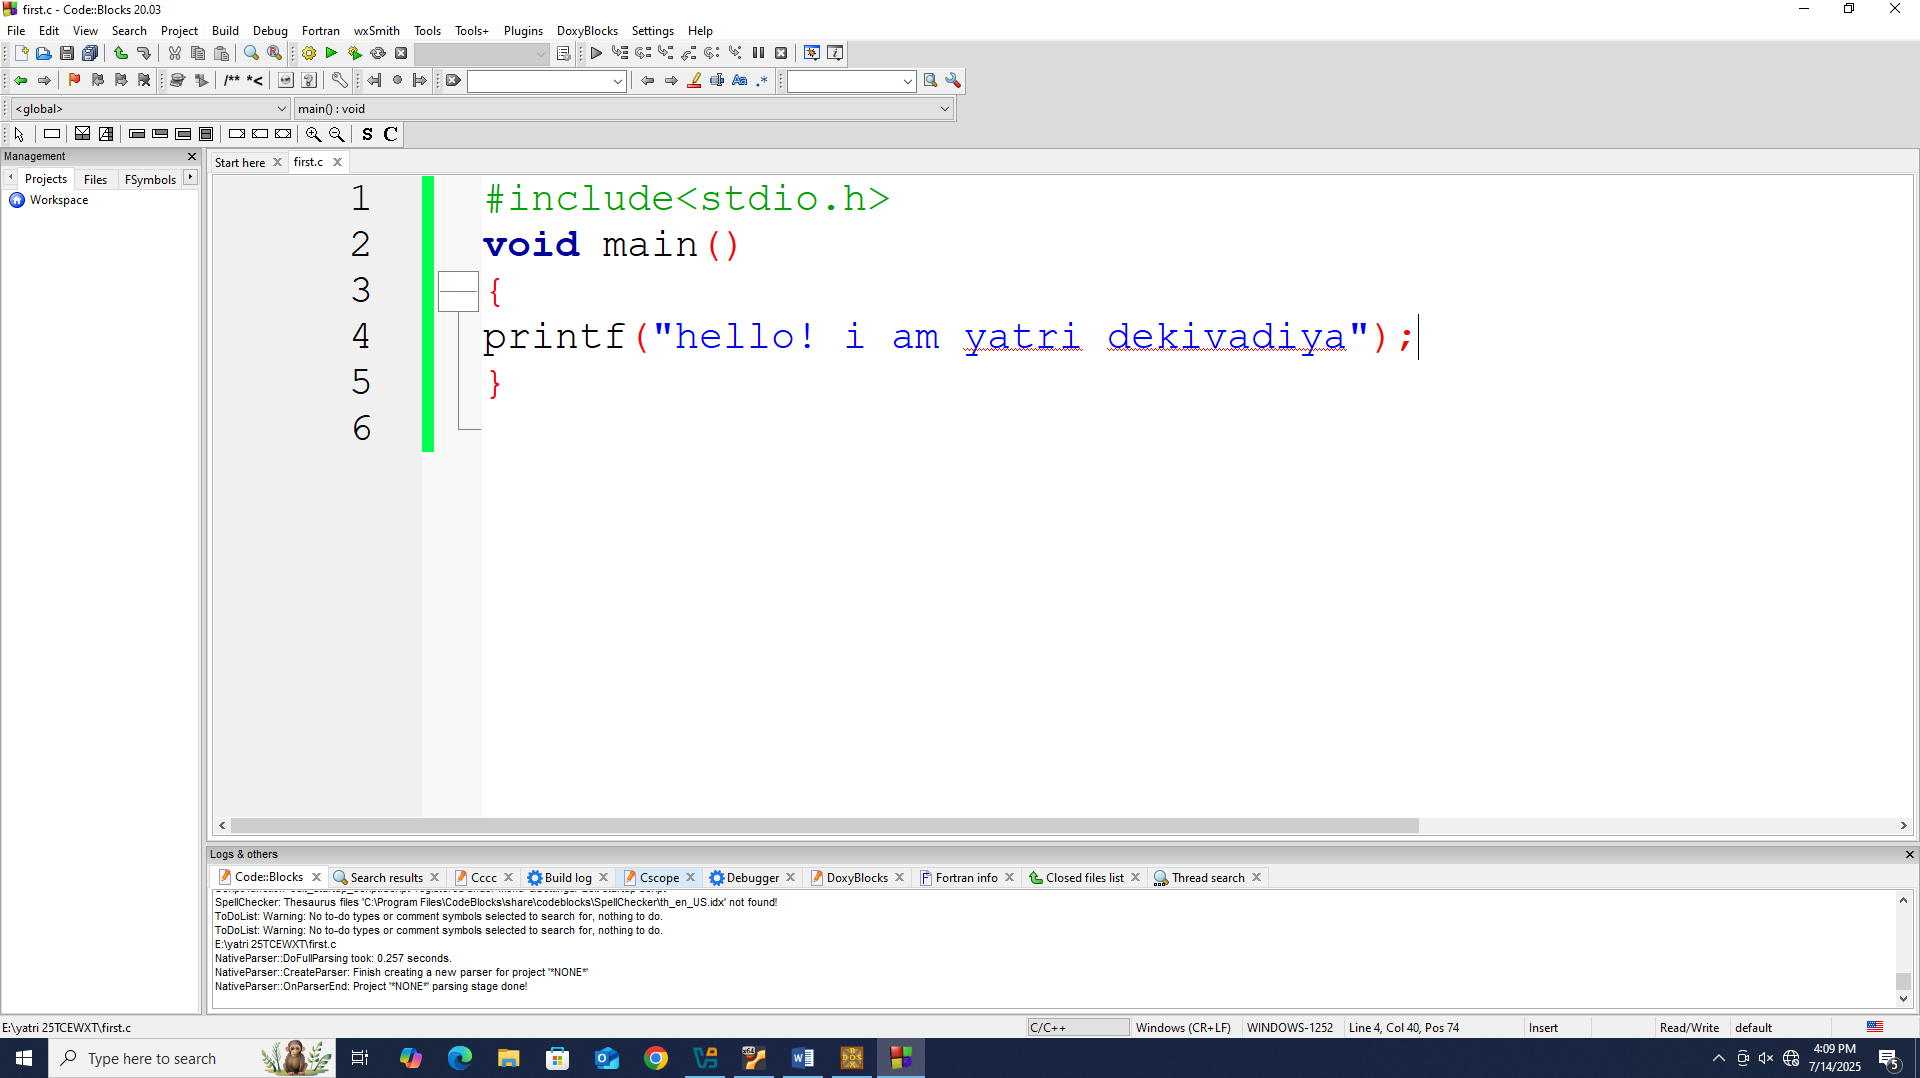 first.c - Code::Blocks 20.03
File Edit View Search Project Build Debug Fortran wxSmith Tools Tools+ Plugins DoxyBlocks Settings Help
/** *<
Aa .*
<global> main() : void
S C
Management
Start here first.c
Projects Files FSymbols
Workspace
1 #include<stdio.h>
2 void main()
3 {
4 printf("hello! i am yatri dekivadiya");
5 }
6
Logs & others
Code::Blocks Search results Cccc Build log Cscope Debugger DoxyBlocks Fortran info Closed files list Thread search
SpellChecker: Thesaurus files 'C:\Program Files\CodeBlocks\share\codeblocks\SpellChecker\th_en_US.idx' not found!
ToDoList: Warning: No to-do types or comment symbols selected to search for, nothing to do.
ToDoList: Warning: No to-do types or comment symbols selected to search for, nothing to do.
E:\yatri 25TCEWXT\first.c
NativeParser::DoFullParsing took: 0.257 seconds.
NativeParser::CreateParser: Finish creating a new parser for project '*NONE*'
NativeParser::OnParserEnd: Project '*NONE*' parsing stage done!
E:\yatri 25TCEWXT\first.c C/C++ Windows (CR+LF) WINDOWS-1252 Line 4, Col 40, Pos 74 Insert Read/Write default
Type here to search
4:09 PM
7/14/2025
5